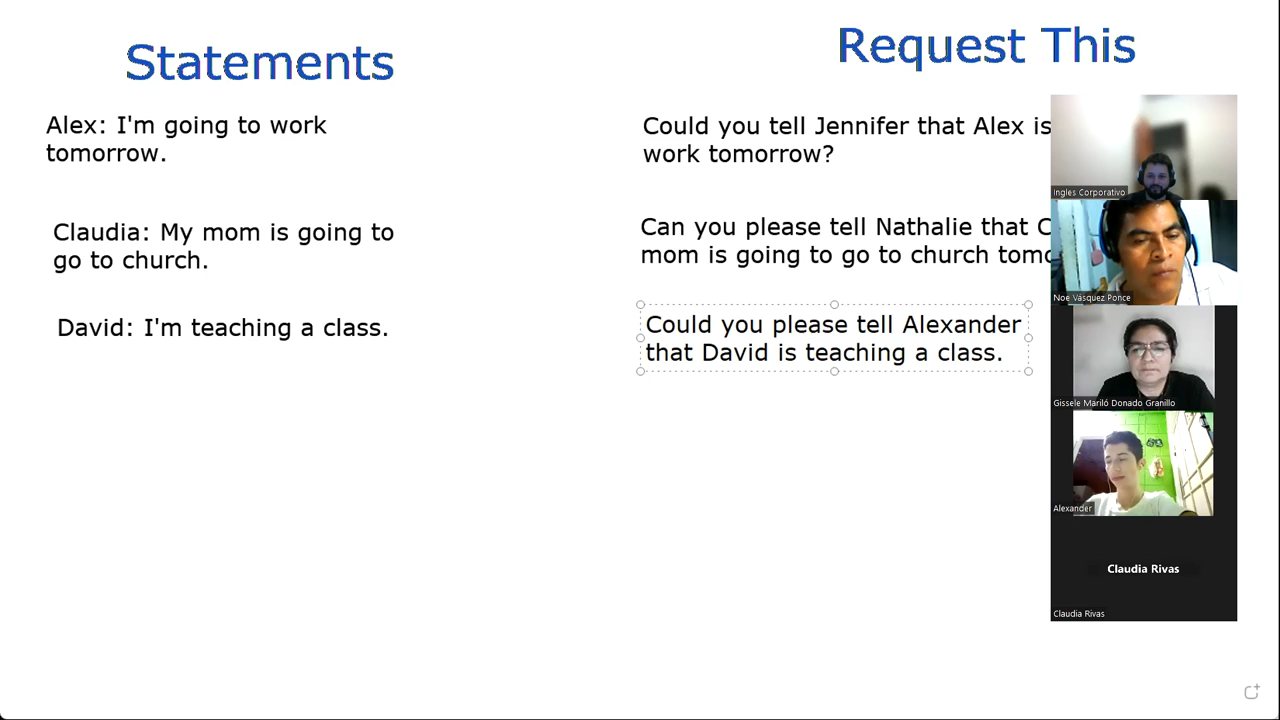 Statements
Request This
Alex: I'm going to work
tomorrow.
Could you tell Jennifer that Alex is
work tomorrow?
Claudia: My mom is going to
go to church.
Can you please tell Nathalie that
mom is going to go to church
David: I'm teaching a class.
Could you please tell Alexander
that David is teaching a class.
Ingles Corporativo
Noe Vasquez Ponce
Gissele Mariló Donado Granillo
Alexander
Claudia Rivas
Claudia Rivas